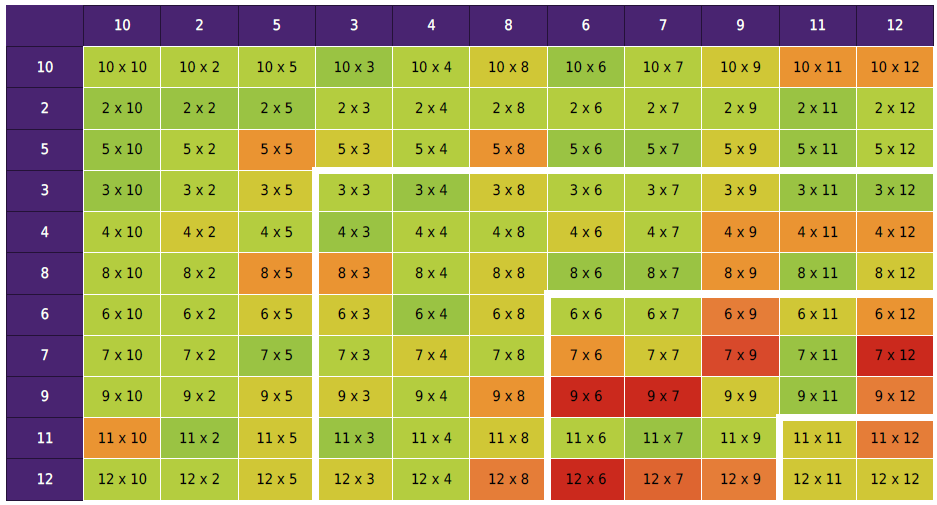 10 2 5 3 4 8 6 7 9 11 12
10 10 x 10 10 x 2 10 x 5 10 x 3 10 x 4 10 x 8 10 x 6 10 x 7 10 x 9 10 x 11 10 x 12
2 2 x 10 2 x 2 2 x 5 2 x 3 2 x 4 2 x 8 2 x 6 2 x 7 2 x 9 2 x 11 2 x 12
5 5 x 10 5 x 2 5 x 5 5 x 3 5 x 4 5 x 8 5 x 6 5 x 7 5 x 9 5 x 11 5 x 12
3 3 x 10 3 x 2 3 x 5 3 x 3 3 x 4 3 x 8 3 x 6 3 x 7 3 x 9 3 x 11 3 x 12
4 4 x 10 4 x 2 4 x 5 4 x 3 4 x 4 4 x 8 4 x 6 4 x 7 4 x 9 4 x 11 4 x 12
8 8 x 10 8 x 2 8 x 5 8 x 3 8 x 4 8 x 8 8 x 6 8 x 7 8 x 9 8 x 11 8 x 12
6 6 x 10 6 x 2 6 x 5 6 x 3 6 x 4 6 x 8 6 x 6 6 x 7 6 x 9 6 x 11 6 x 12
7 7 x 10 7 x 2 7 x 5 7 x 3 7 x 4 7 x 8 7 x 6 7 x 7 7 x 9 7 x 11 7 x 12
9 9 x 10 9 x 2 9 x 5 9 x 3 9 x 4 9 x 8 9 x 6 9 x 7 9 x 9 9 x 11 9 x 12
11 11 x 10 11 x 2 11 x 5 11 x 3 11 x 4 11 x 8 11 x 6 11 x 7 11 x 9 11 x 11 11 x 12
12 12 x 10 12 x 2 12 x 5 12 x 3 12 x 4 12 x 8 12 x 6 12 x 7 12 x 9 12 x 11 12 x 12